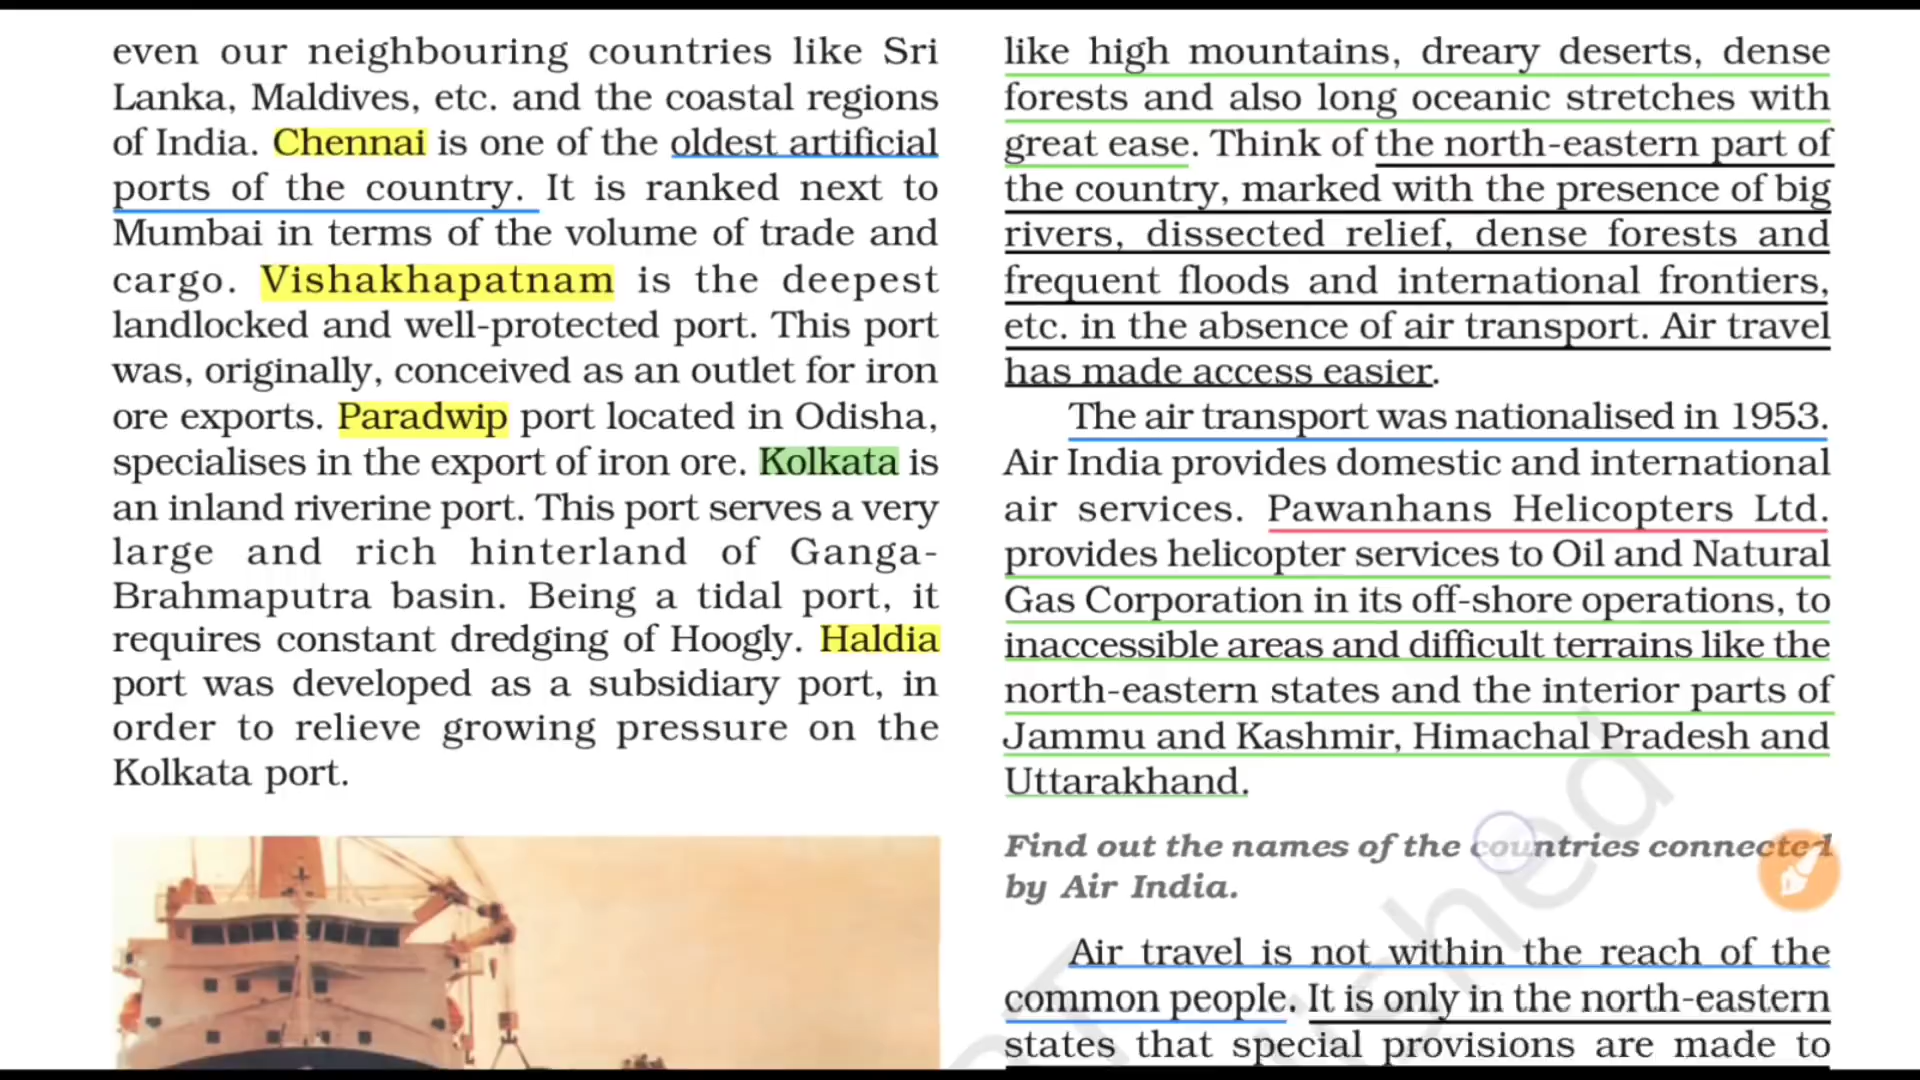 even our neighbouring countries like Sri
Lanka, Maldives, etc. and the coastal regions
of India. Chennai is one of the oldest artificial
ports of the country. It is ranked next to
Mumbai in terms of the volume of trade and
cargo. Vishakhapatnam is the deepest
landlocked and well-protected port. This port
was, originally, conceived as an outlet for iron
ore exports. Paradwip port located in Odisha,
specialises in the export of iron ore. Kolkata is
an inland riverine port. This port serves a very
large and rich hinterland of Ganga-
Brahmaputra basin. Being a tidal port, it
requires constant dredging of Hoogly. Haldia
port was developed as a subsidiary port, in
order to relieve growing pressure on the
Kolkata port.
like high mountains, dreary deserts, dense
forests and also long oceanic stretches with
great ease. Think of the north-eastern part of
the country, marked with the presence of big
rivers, dissected relief, dense forests and
frequent floods and international frontiers,
etc. in the absence of air transport. Air travel
has made access easier.
The air transport was nationalised in 1953.
Air India provides domestic and international
air services. Pawanhans Helicopters Ltd.
provides helicopter services to Oil and Natural
Gas Corporation in its off-shore operations, to
inaccessible areas and difficult terrains like the
north-eastern states and the interior parts of
Jammu and Kashmir, Himachal Pradesh and
Uttarakhand.
Find out the names of the countries connected
by Air India.
Air travel is not within the reach of the
common people. It is only in the north-eastern
states that special provisions are made to